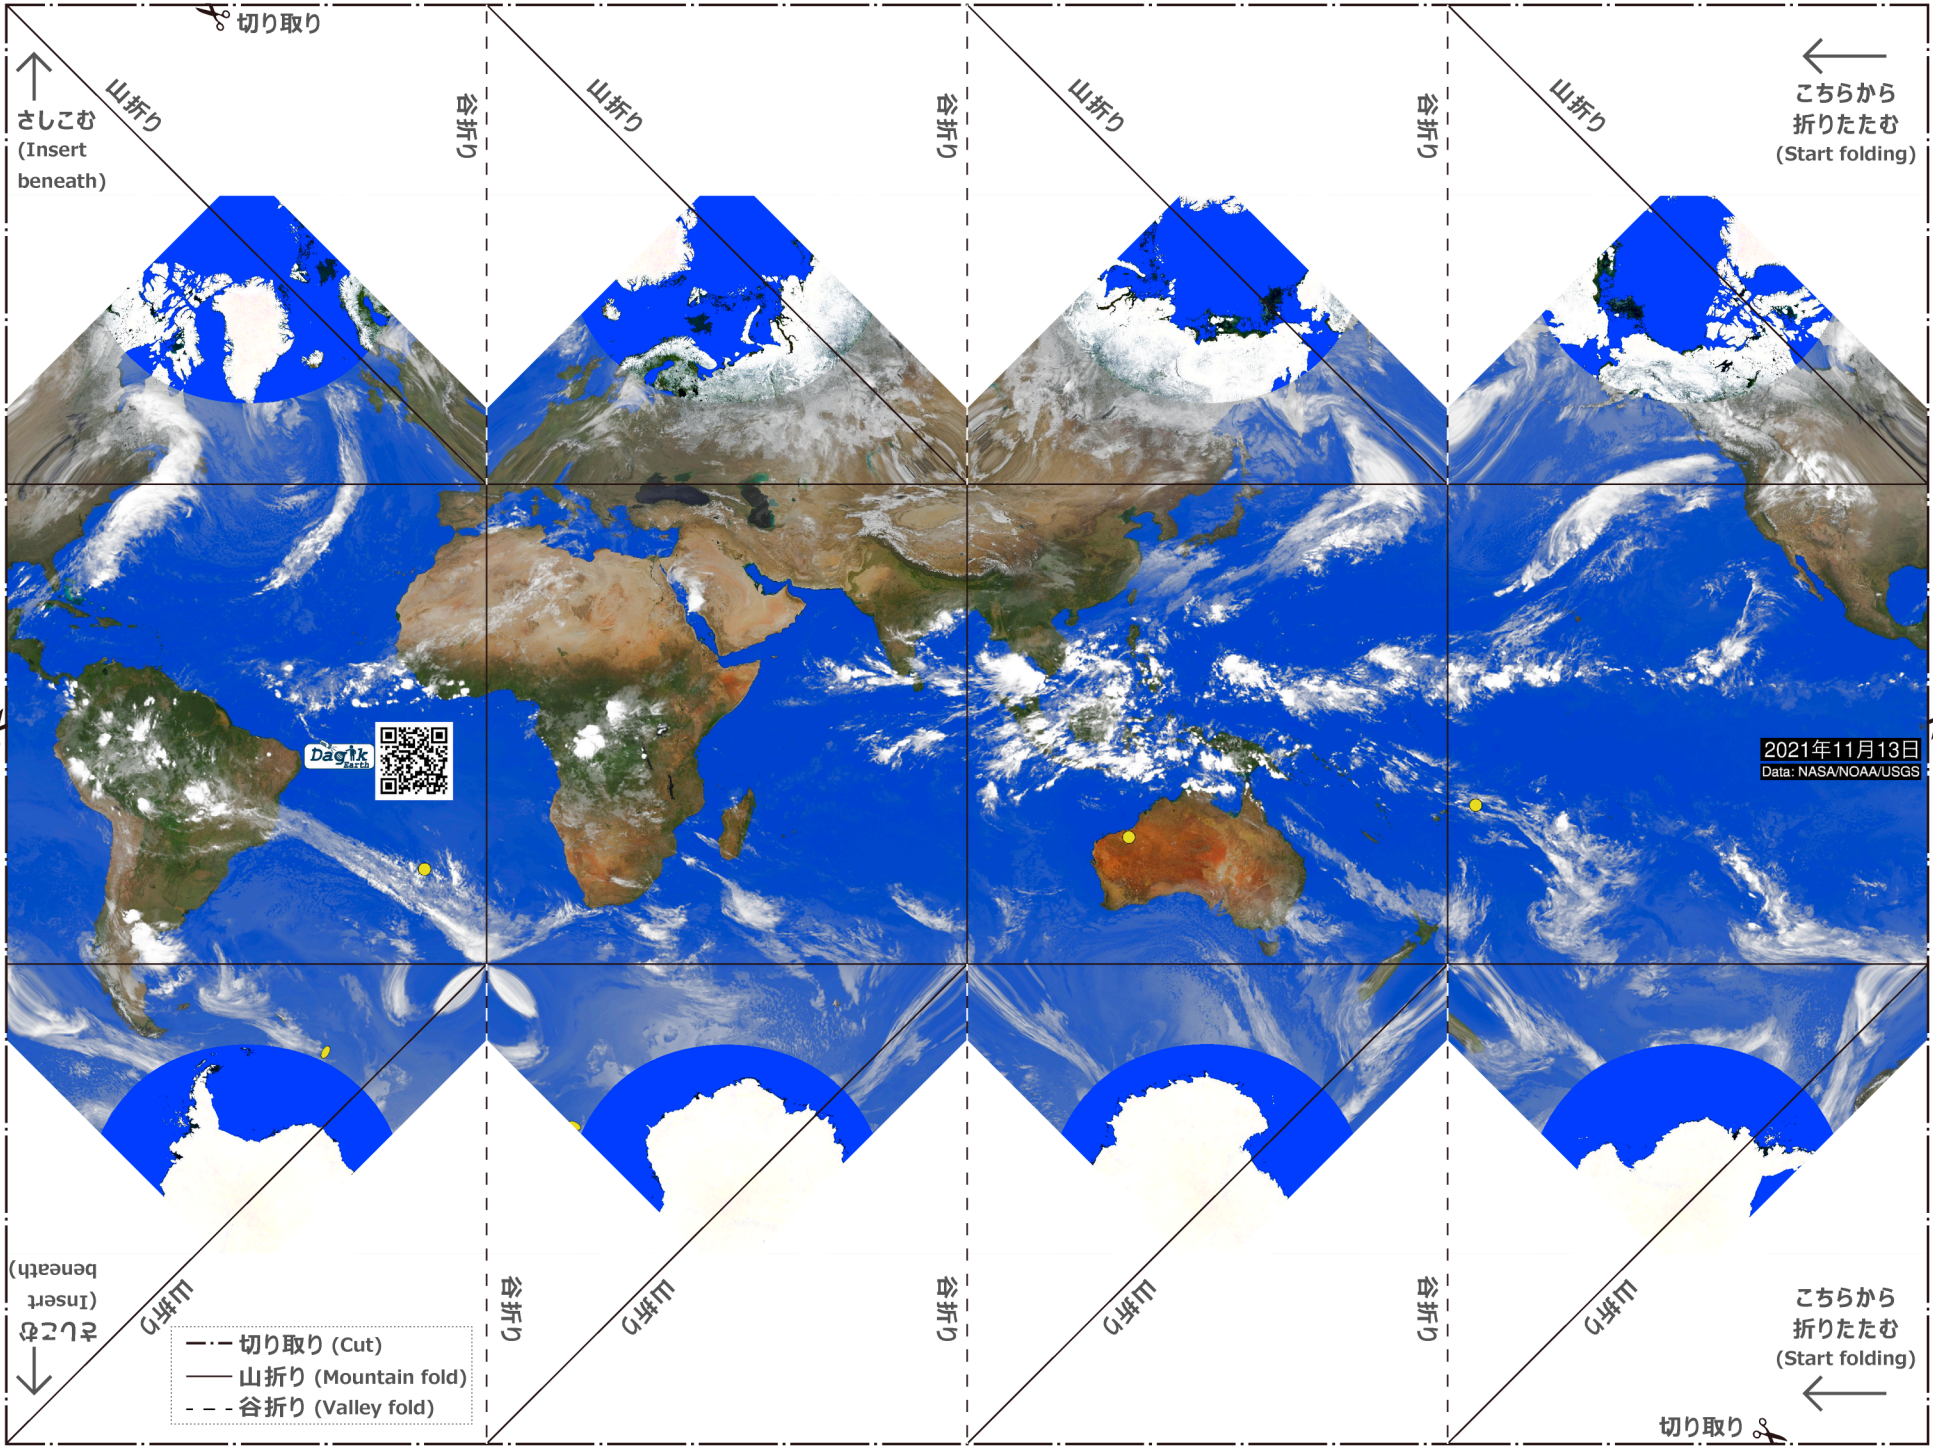 切り取り
山折り
谷折り
山折り
谷折り
山折り
谷折り
山折り
さしこむ
(Insert
beneath)
こちらから
折りたたむ
(Start folding)
Dagik
Earth
2021年11月13日
Data: NASA/NOAA/USGS
さしこむ
(Insert
beneath)
山折り
谷折り
山折り
谷折り
山折り
谷折り
山折り
こちらから
折りたたむ
(Start folding)
切り取り (Cut)
山折り (Mountain fold)
谷折り (Valley fold)
切り取り